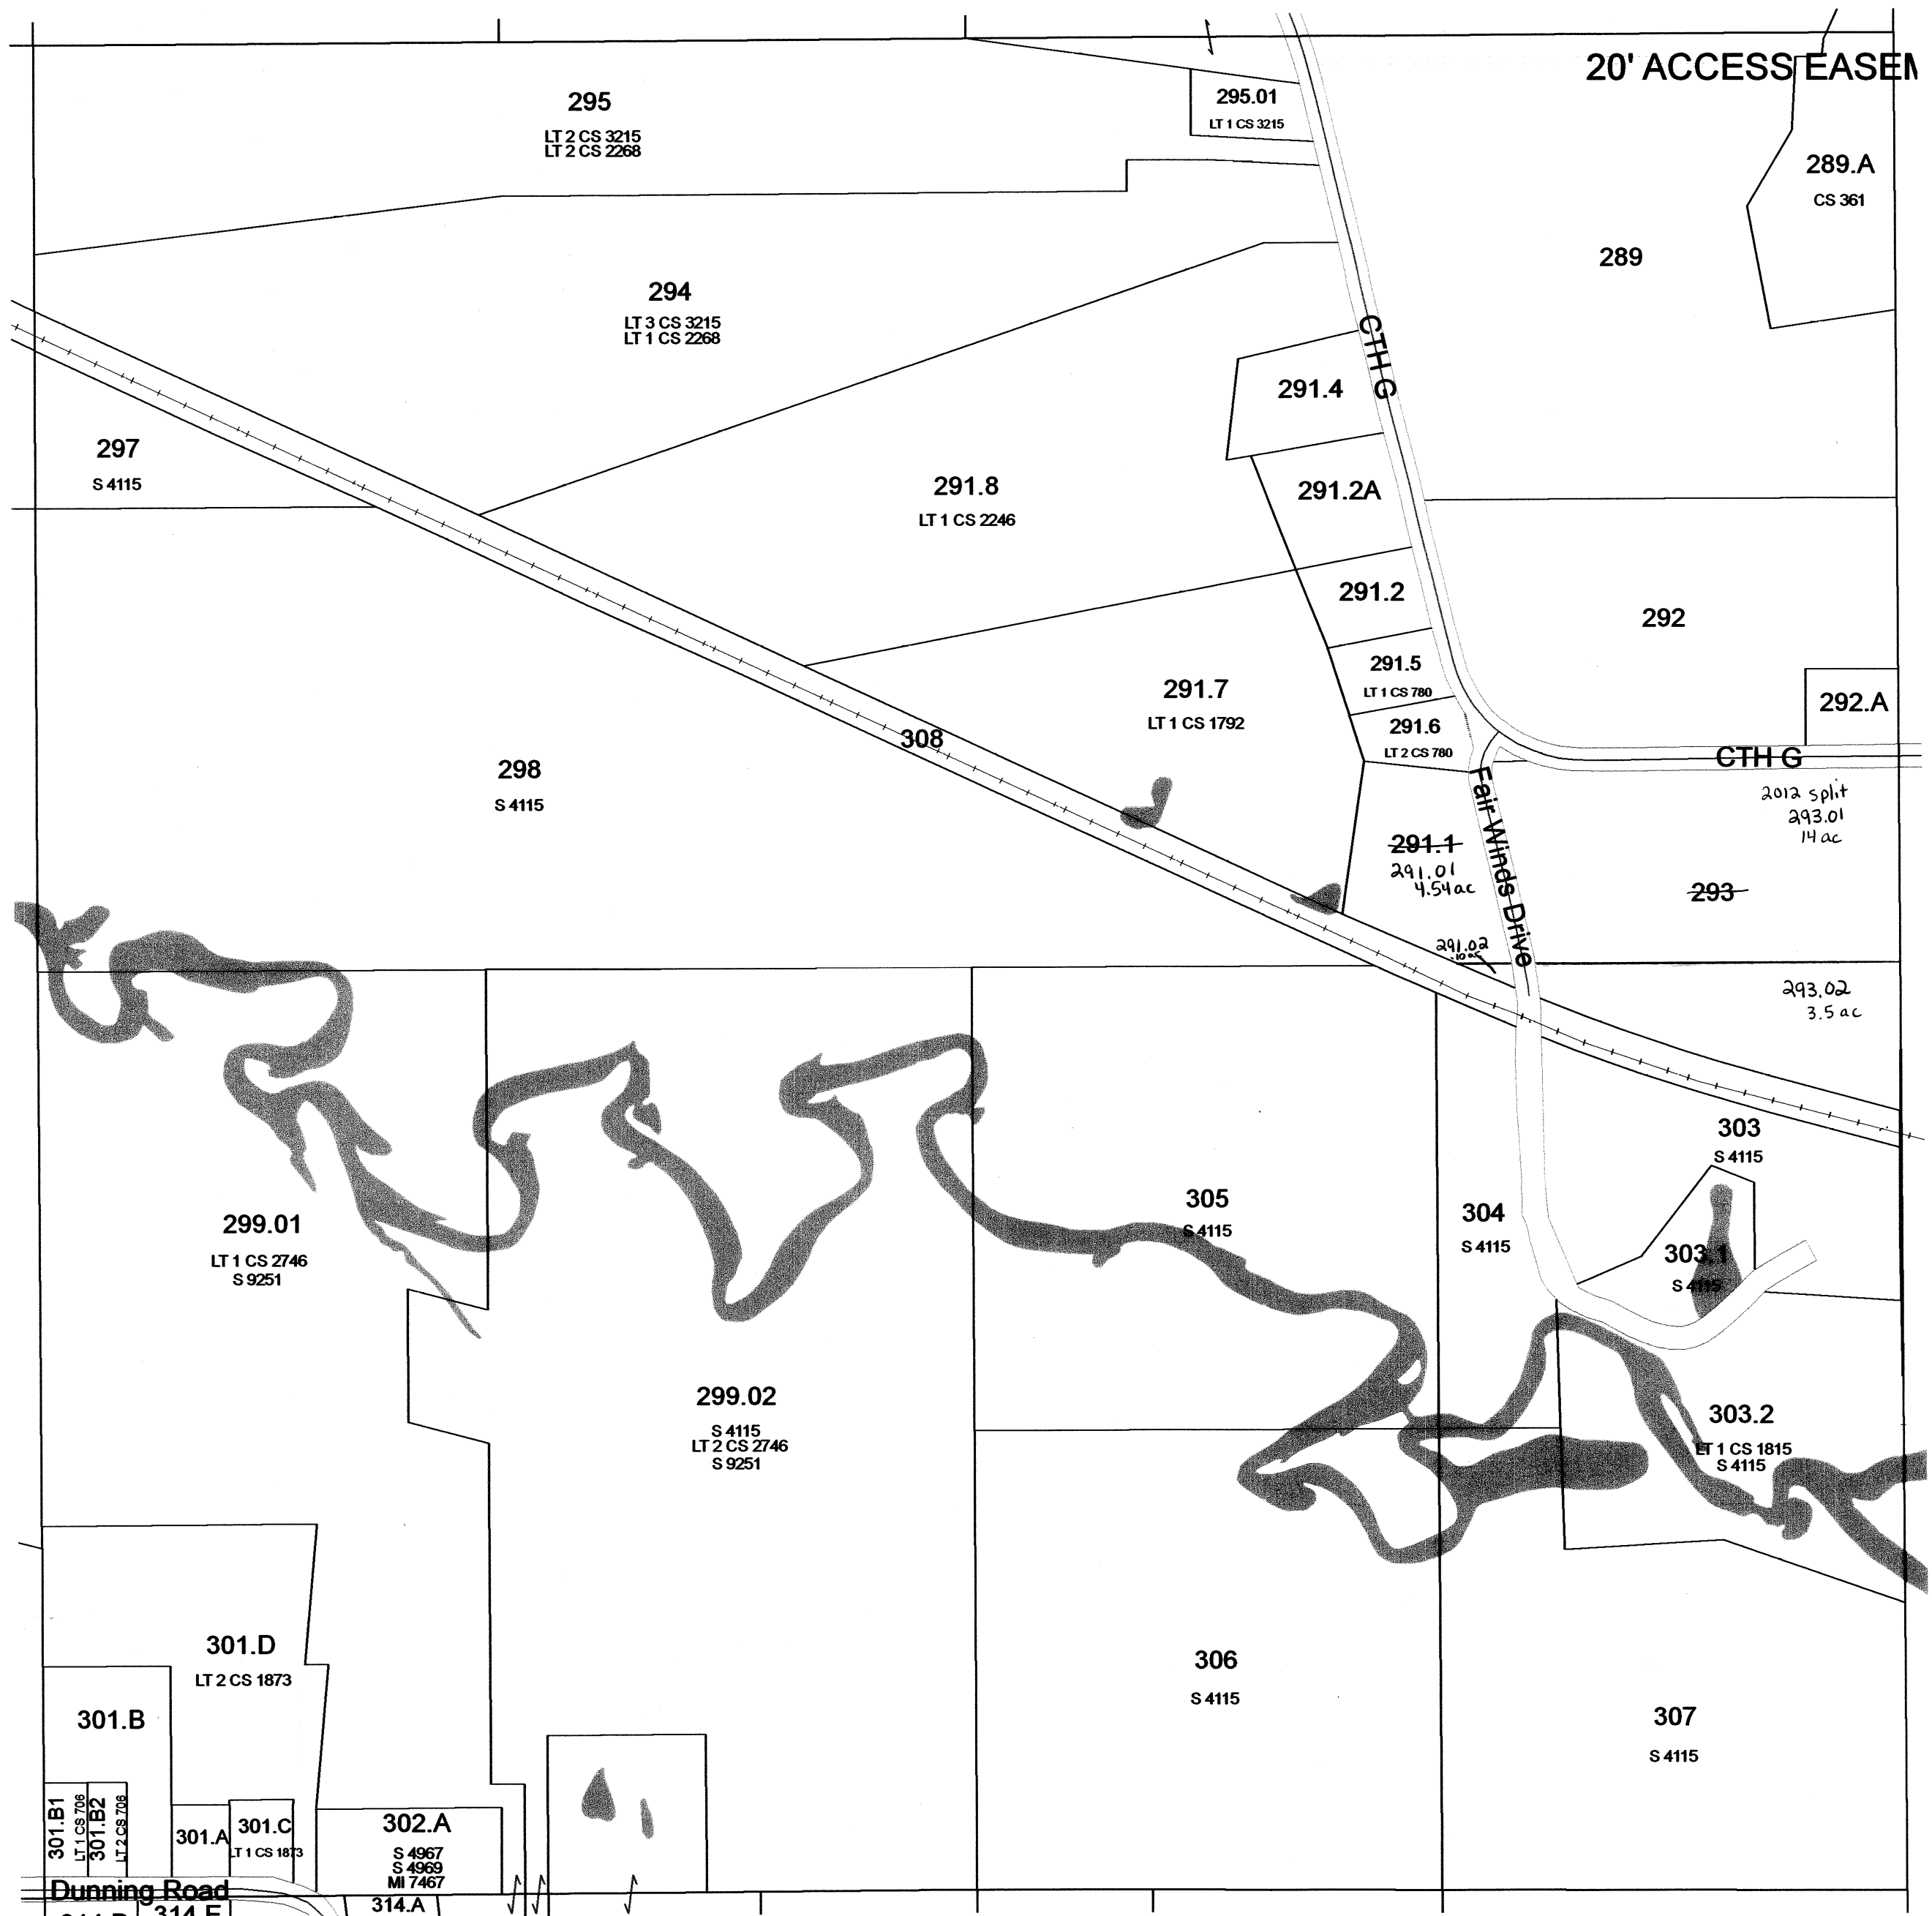 20' ACCESS EASEM
295
LT 2 CS 3215
LT 2 CS 2268
295.01
LT 1 CS 3215
289.A
CS 361
289
294
LT 3 CS 3215
LT 1 CS 2268
CTH G
291.4
297
S 4115
291.8
LT 1 CS 2246
291.2A
291.2
292
291.5
LT 1 CS 780
291.7
LT 1 CS 1792
291.6
LT 2 CS 780
292.A
308
298
S 4115
CTH G
Fair Winds Drive
2012 split
293.01
14 ac
291.1
291.01
4.54 ac
293
291.02
.10 ac
293.02
3.5 ac
303
S 4115
305
S 4115
304
S 4115
303.1
S 4115
299.01
LT 1 CS 2746
S 9251
299.02
S 4115
LT 2 CS 2746
S 9251
303.2
LT 1 CS 1815
S 4115
301.D
LT 2 CS 1873
306
S 4115
301.B
307
S 4115
301.B1
LT 1 CS 706
301.B2
LT 2 CS 706
301.A
301.C
LT 1 CS 1873
302.A
S 4967
S 4969
MI 7467
Dunning Road
314.A
314.E